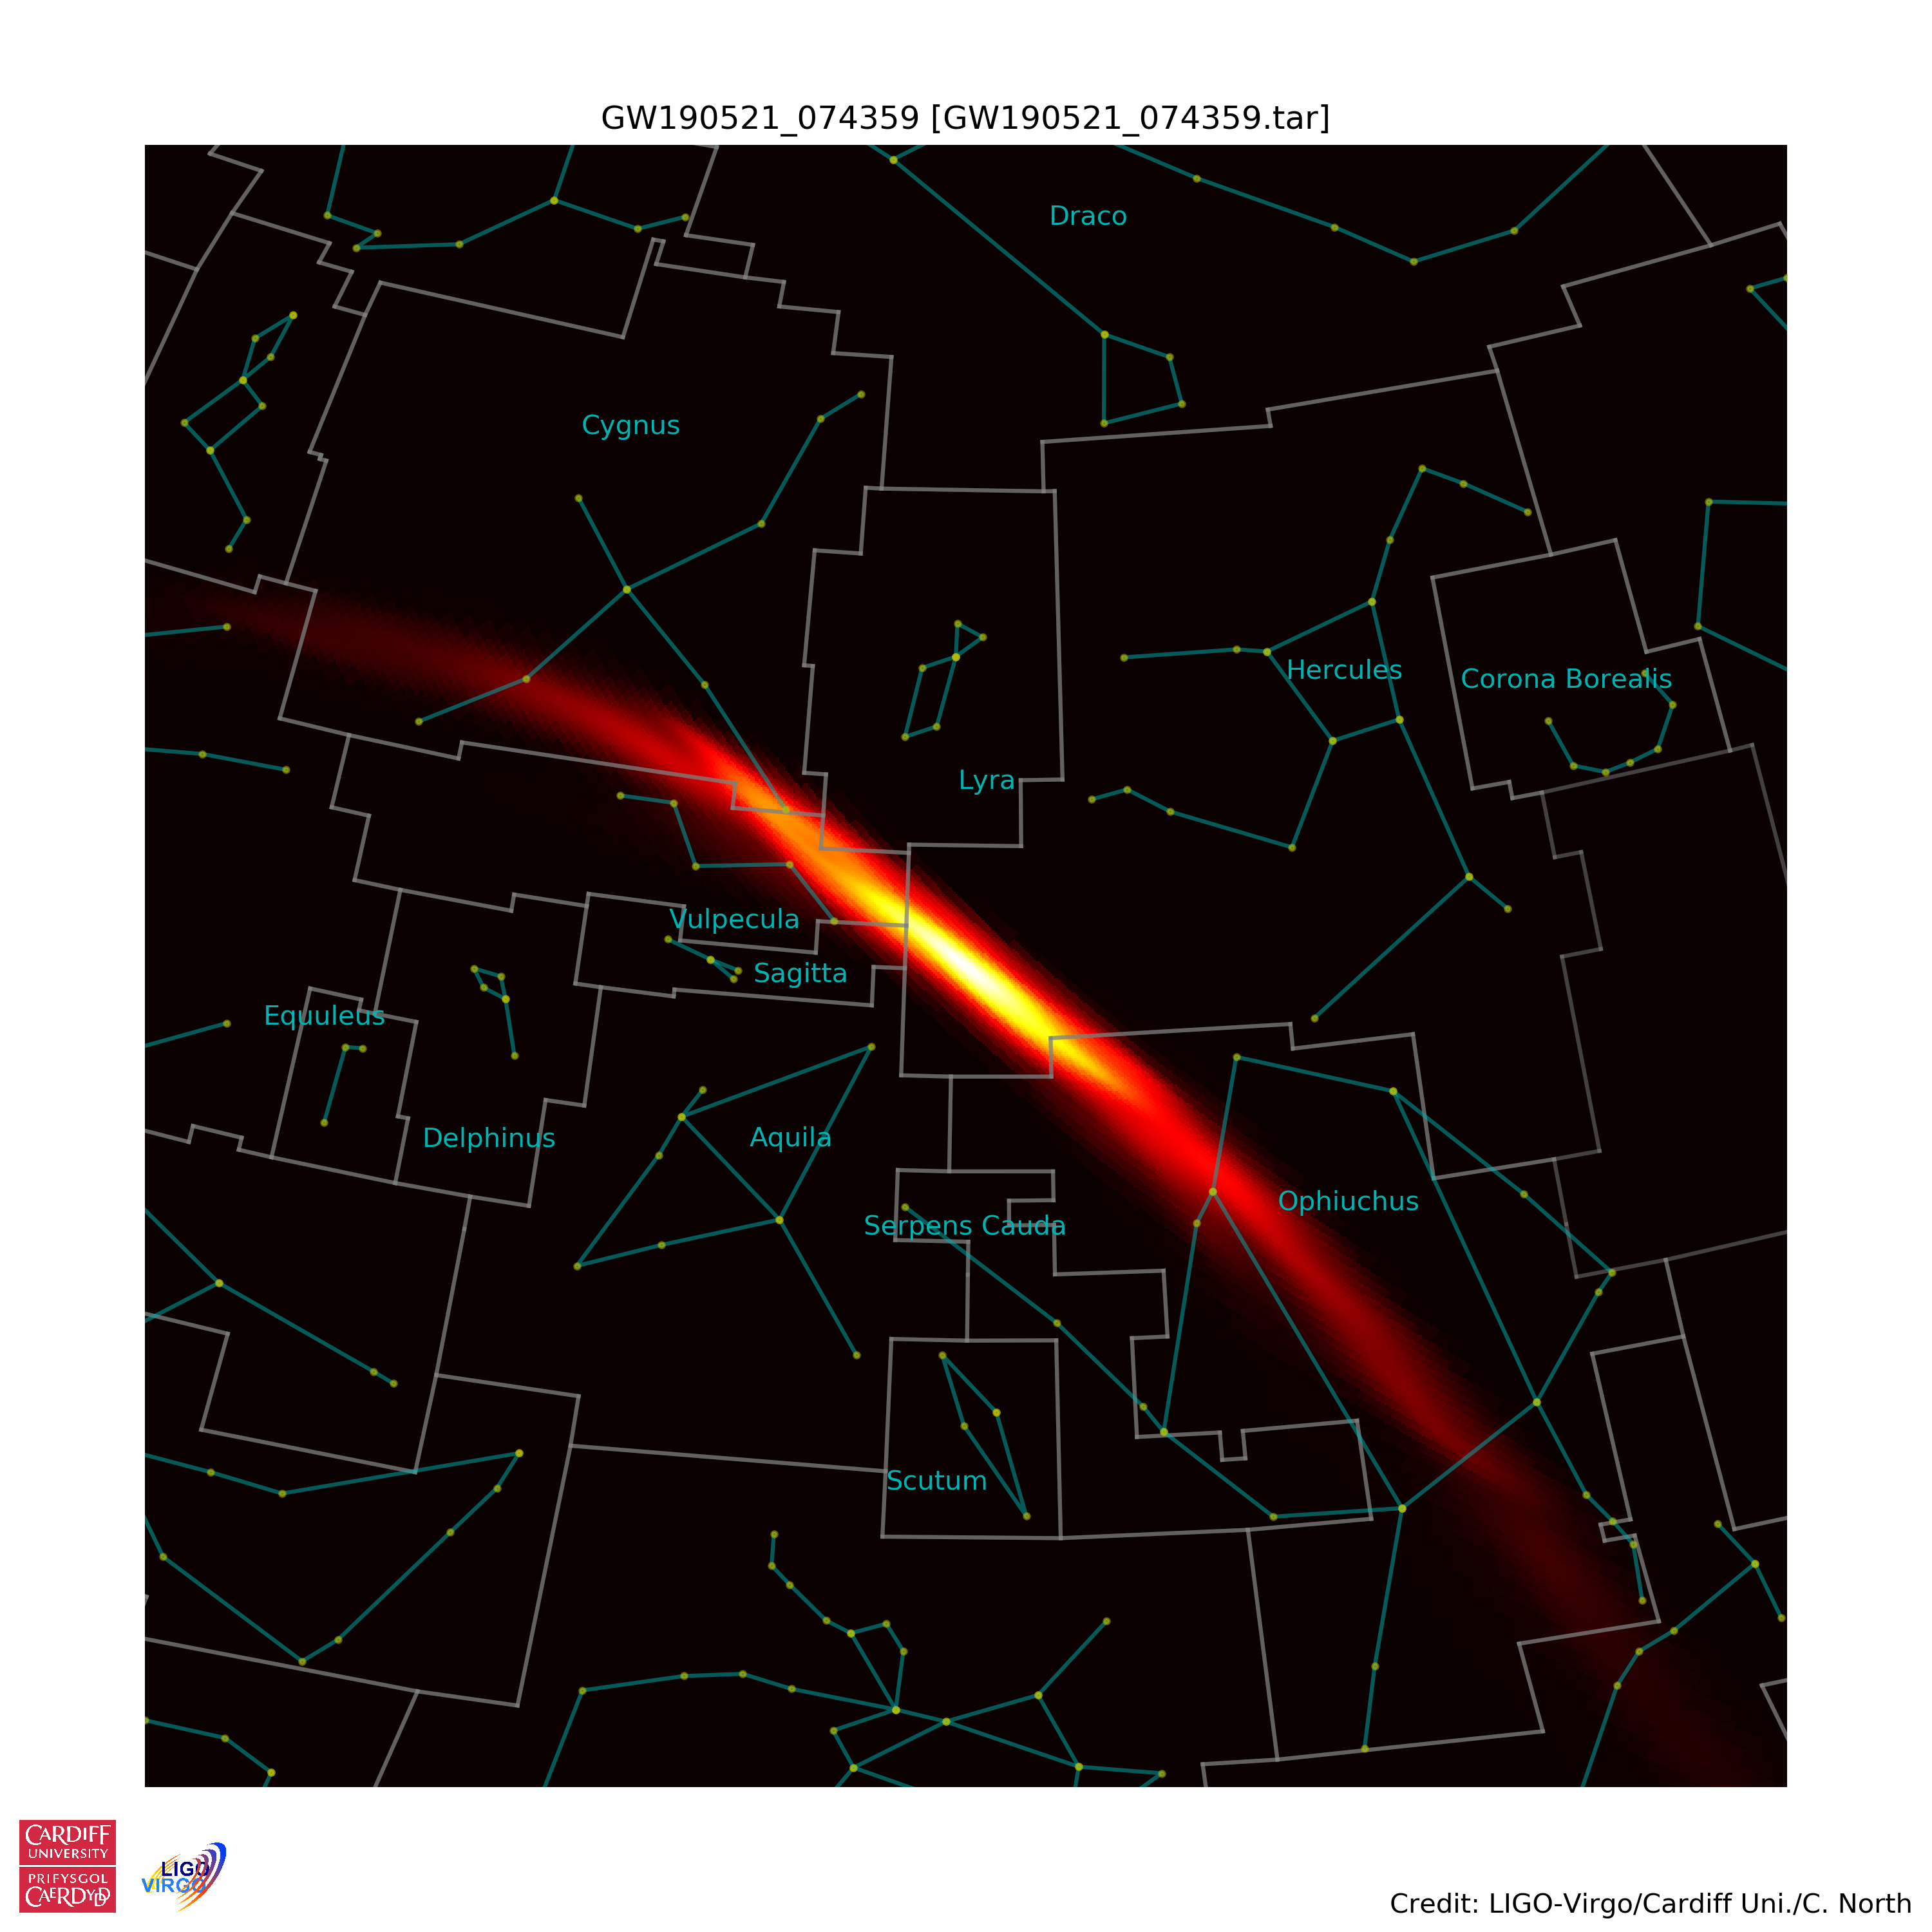 GW190521_074359 [GW190521_074359.tar]
Draco
Cygnus
Hercules
Corona Borealis
Lyra
Vulpecula
Sagitta
Equuleus
Delphinus
Aquila
Ophiuchus
Serpens Cauda
Scutum
CARDIFF
UNIVERSITY
PRIFYSGOL
CAERDYDD
LIGO
VIRGO
Credit: LIGO-Virgo/Cardiff Uni./C. North